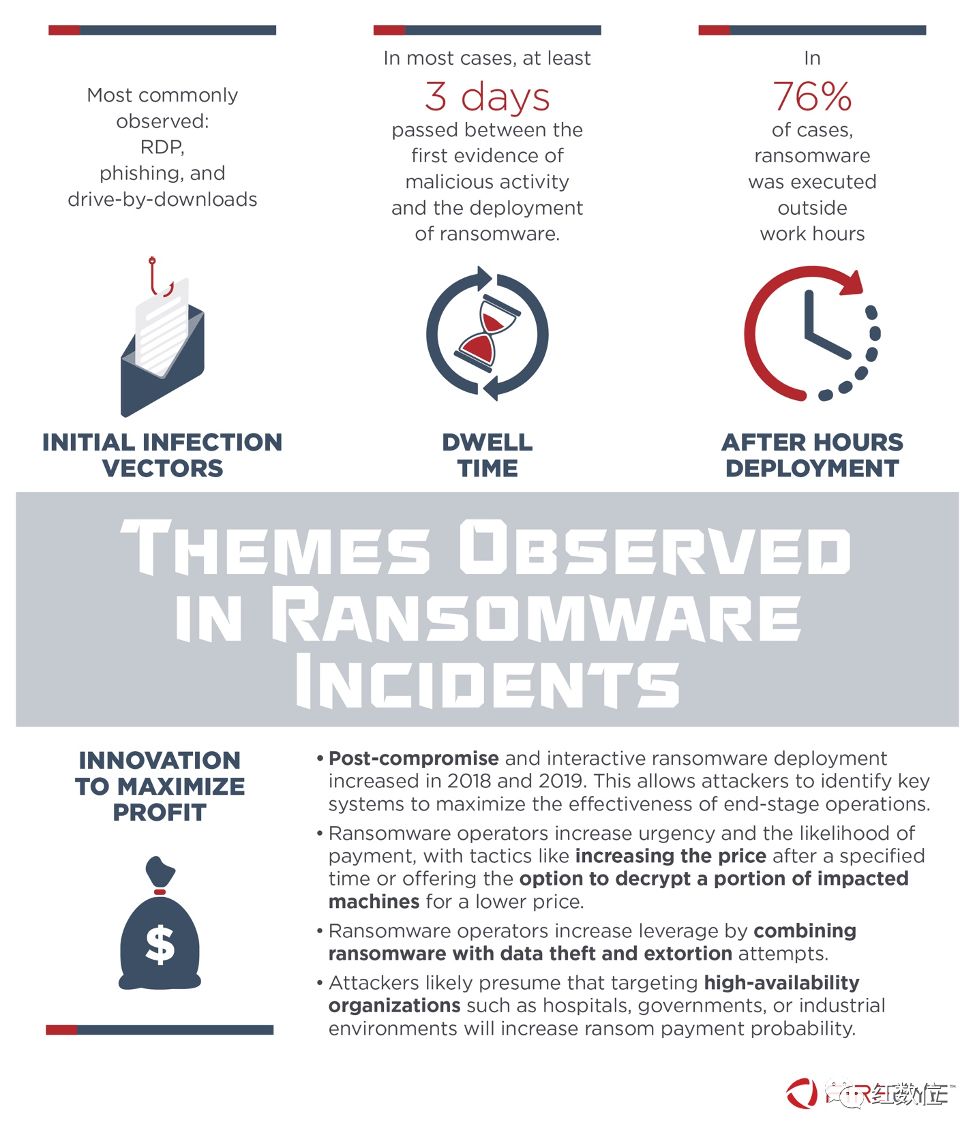 Most commonly
observed:
RDP,
phishing, and
drive-by-downloads
INITIAL INFECTION
VECTORS
In most cases, at least
3 days
passed between the
first evidence of
malicious activity
and the deployment
of ransomware.
DWELL
TIME
In
76%
of cases,
ransomware
was executed
outside
work hours
AFTER HOURS
DEPLOYMENT
THEMES OBSERVED
IN RANSOMWARE
INCIDENTS
INNOVATION
TO MAXIMIZE
PROFIT
$
• Post-compromise and interactive ransomware deployment
increased in 2018 and 2019. This allows attackers to identify key
systems to maximize the effectiveness of end-stage operations.
• Ransomware operators increase urgency and the likelihood of
payment, with tactics like increasing the price after a specified
time or offering the option to decrypt a portion of impacted
machines for a lower price.
• Ransomware operators increase leverage by combining
ransomware with data theft and extortion attempts.
• Attackers likely presume that targeting high-availability
organizations such as hospitals, governments, or industrial
environments will increase ransom payment probability.
红数位